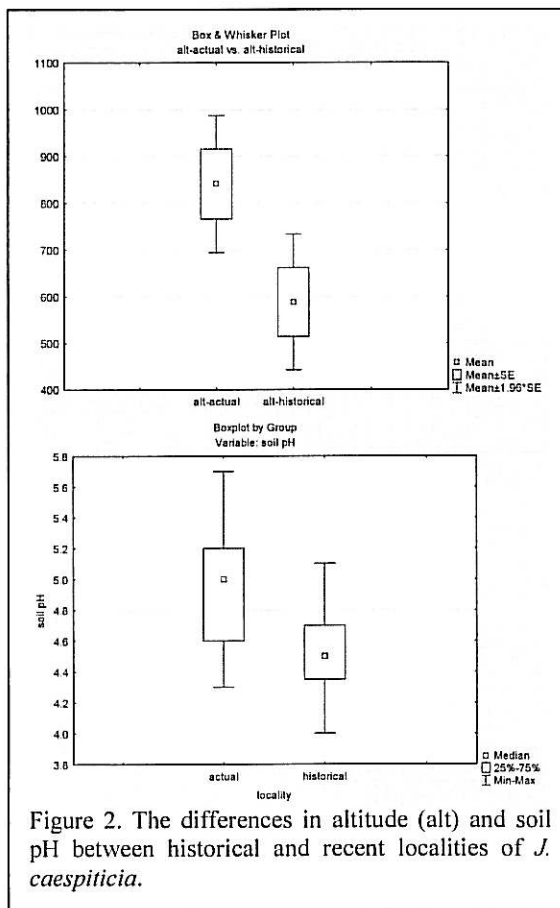 Box & Whisker Plot
alt-actual vs. alt-historical
1100
1000
900
800
700
600
500
400
alt-actual alt-historical
Mean
Mean±SE
Mean±1.96*SE
Boxplot by Group
Variable: soil pH
5.8
5.6
5.4
5.2
5.0
4.8
4.6
4.4
4.2
4.0
3.8
soil pH
actual historical
locality
Median
25%-75%
Min-Max
Figure 2. The differences in altitude (alt) and soil
pH between historical and recent localities of J.
caespiticia.